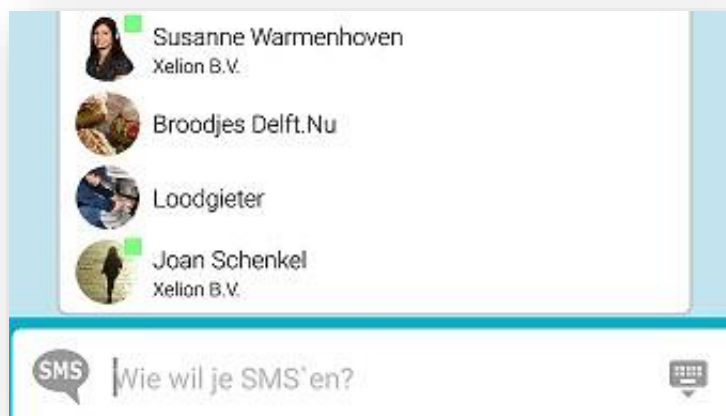 Susanne Warmenhoven
Xelion B.V.
Broodjes Delft.Nu
Loodgieter
Joan Schenkel
Xelion B.V.
SMS
Wie wil je SMS`en?